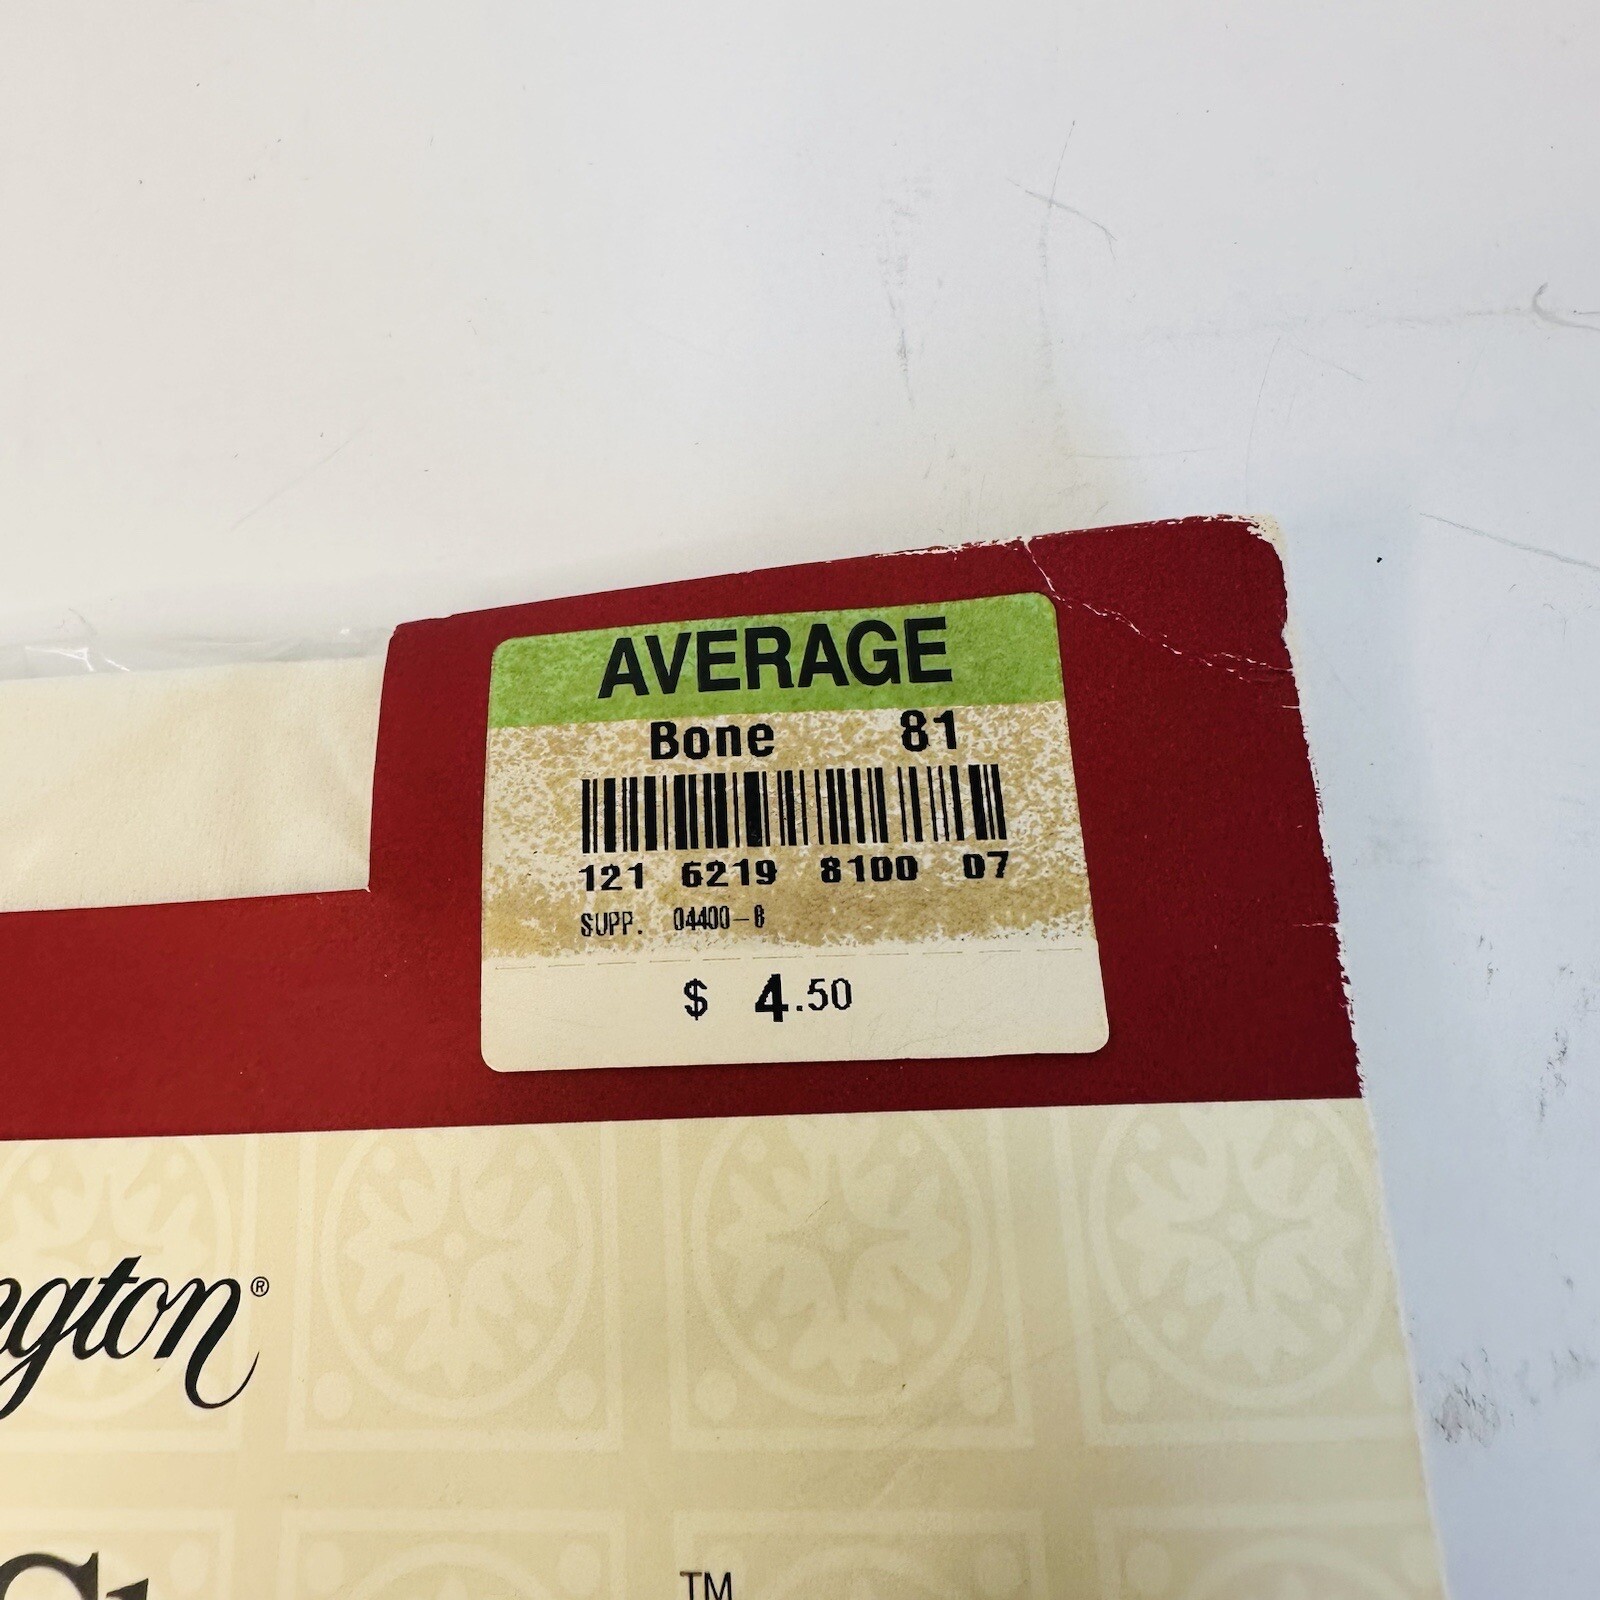 AVERAGE
Bone 81
121 6219 8100 07
SUPP. 04400-8
$ 4.50
ngton®
TM